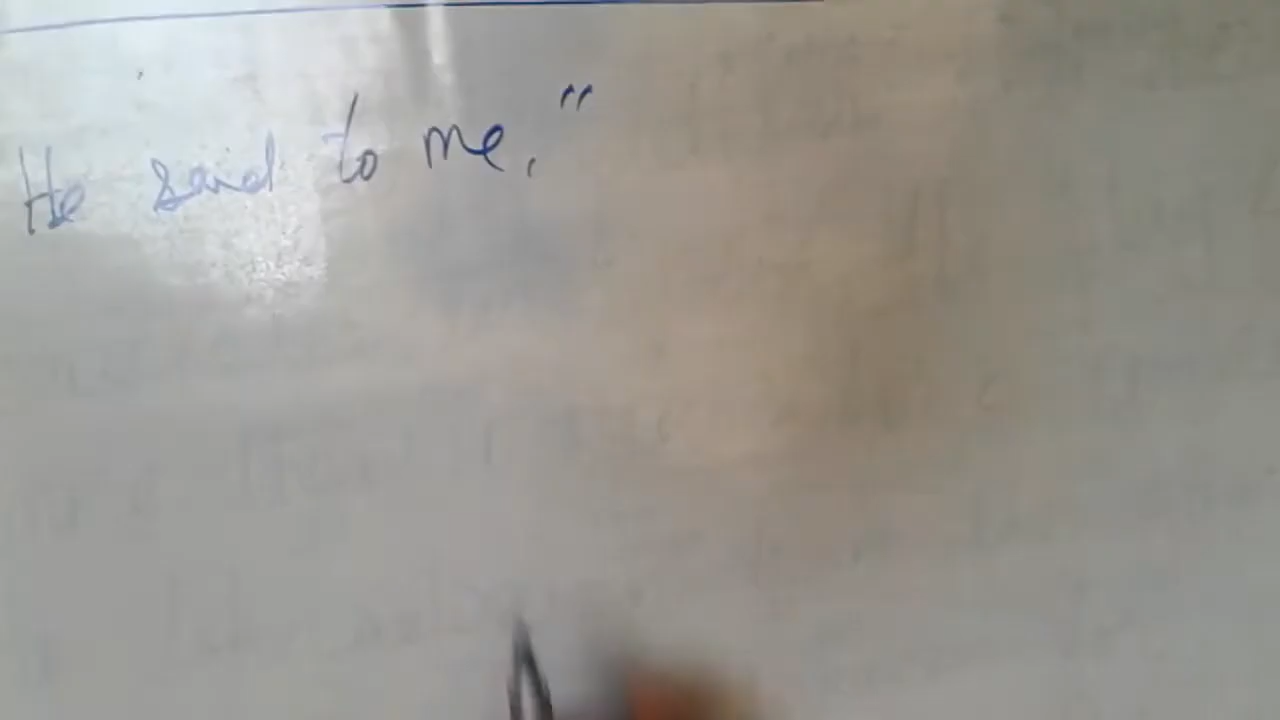 He said to me, "